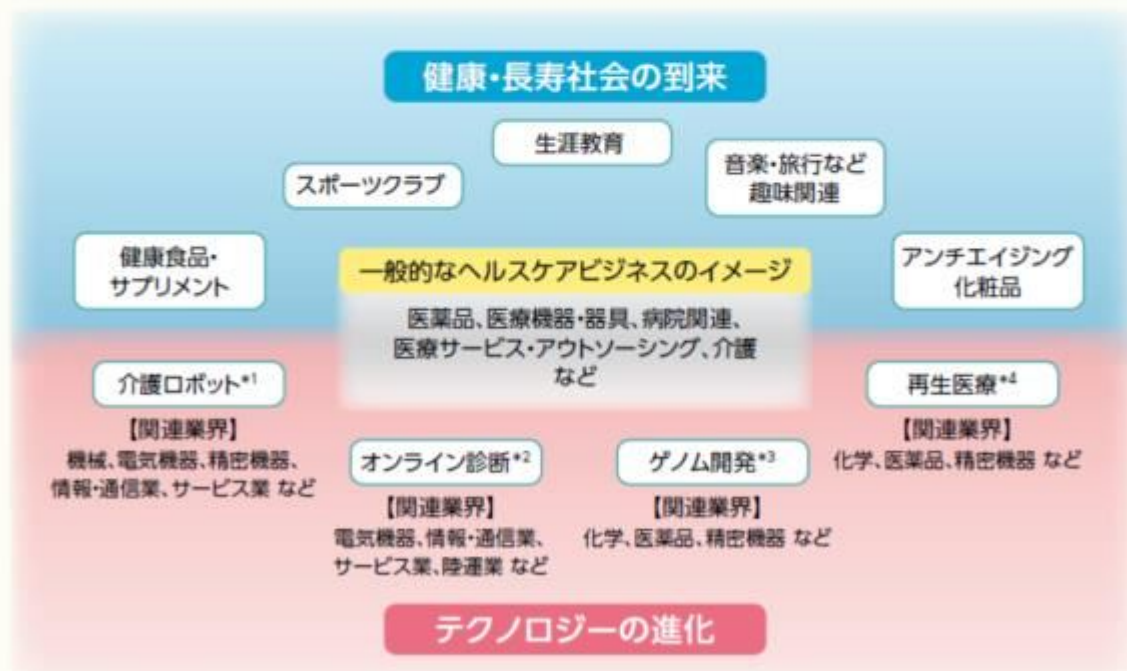 健康・長寿社会の到来
生涯教育
スポーツクラブ
音楽・旅行など
趣味関連
健康食品・
サプリメント
一般的なヘルスケアビジネスのイメージ
医薬品、医療機器・器具、病院関連、
医療サービス・アウトソーシング、介護
など
アンチエイジング
化粧品
介護ロボット*1
【関連業界】
機械、電気機器、精密機器、
情報・通信業、サービス業 など
オンライン診断*2
【関連業界】
電気機器、情報・通信業、
サービス業、陸運業 など
ゲノム開発*3
【関連業界】
化学、医薬品、精密機器 など
再生医療*4
【関連業界】
化学、医薬品、精密機器 など
テクノロジーの進化